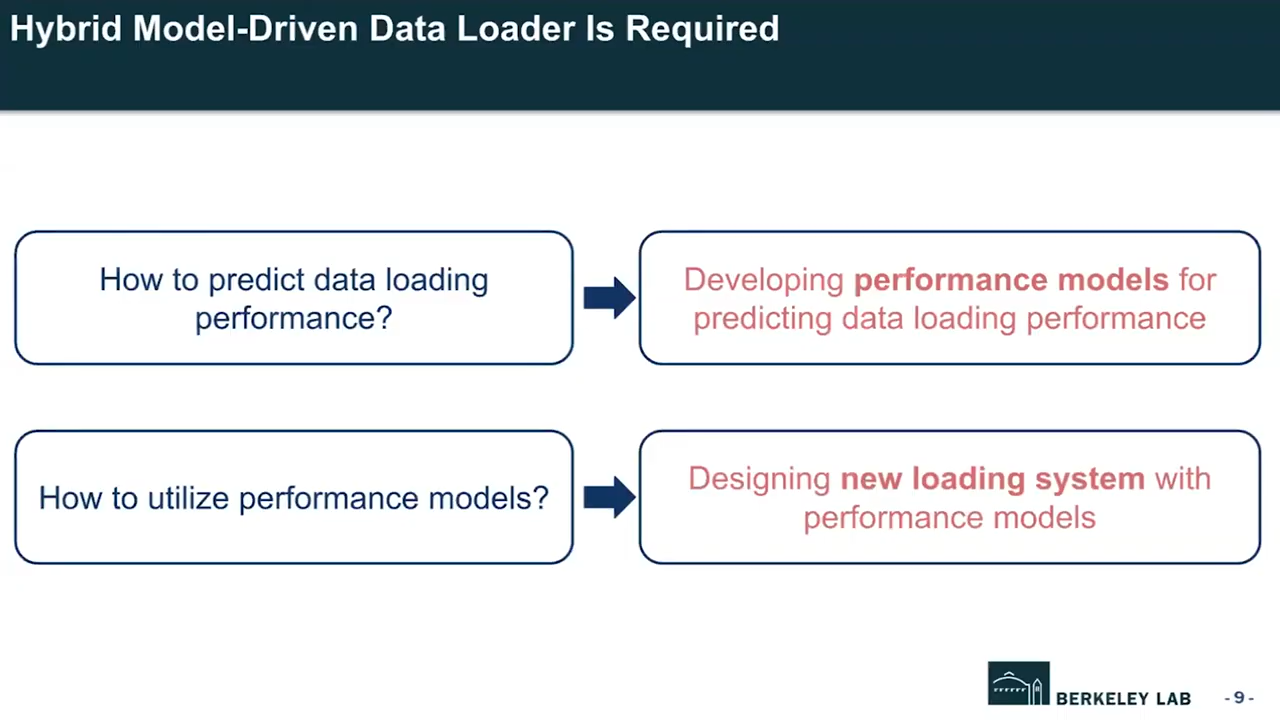 Hybrid Model-Driven Data Loader Is Required
How to predict data loading
performance?
Developing performance models for
predicting data loading performance
How to utilize performance models?
Designing new loading system with
performance models
BERKELEY LAB
- 9 -